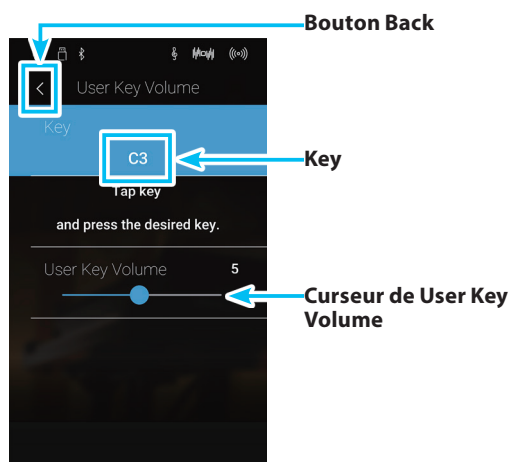 Bouton Back
User Key Volume
Key
C3
Key
Tap key
and press the desired key.
User Key Volume 5
Curseur de User Key
Volume